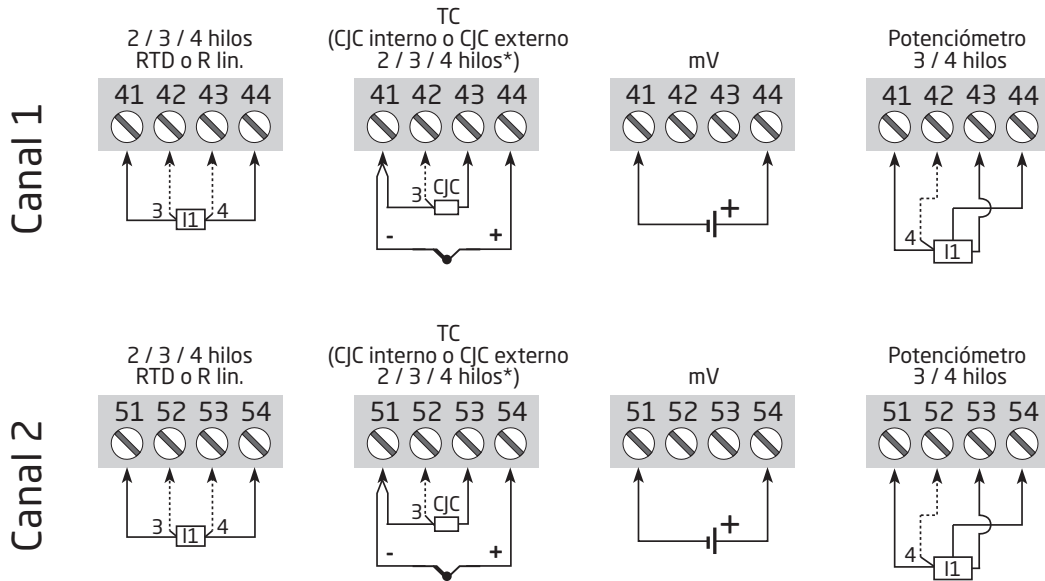 Canal 1
2 / 3 / 4 hilos
RTD o R lin.
41 42 43 44
3 I1 4
TC
(CJC interno o CJC externo
2 / 3 / 4 hilos*)
41 42 43 44
3 CJC
- +
mV
41 42 43 44
+
Potenciómetro
3 / 4 hilos
41 42 43 44
4 I1
Canal 2
2 / 3 / 4 hilos
RTD o R lin.
51 52 53 54
3 I1 4
TC
(CJC interno o CJC externo
2 / 3 / 4 hilos*)
51 52 53 54
3 CJC
- +
mV
51 52 53 54
+
Potenciómetro
3 / 4 hilos
51 52 53 54
4 I1